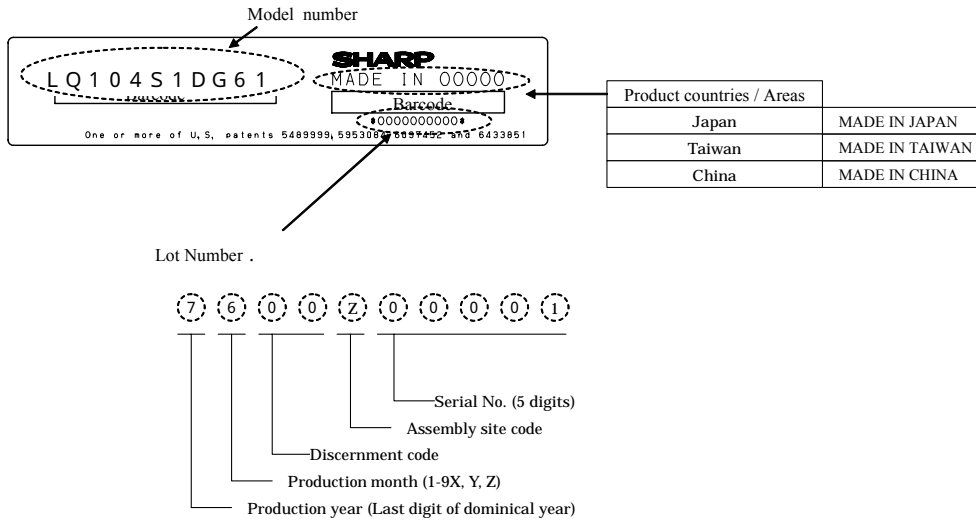 Model number
SHARP
LQ104S1DG61
MADE IN 00000
Barcode
*0000000000*
One or more of U,S, patents 5489999,5953084,6097452 and 6433851
Product countries / Areas
Japan MADE IN JAPAN
Taiwan MADE IN TAIWAN
China MADE IN CHINA
Lot Number .
7 6 0 0 Z 0 0 0 0 1
Serial No. (5 digits)
Assembly site code
Discernment code
Production month (1-9X, Y, Z)
Production year (Last digit of dominical year)